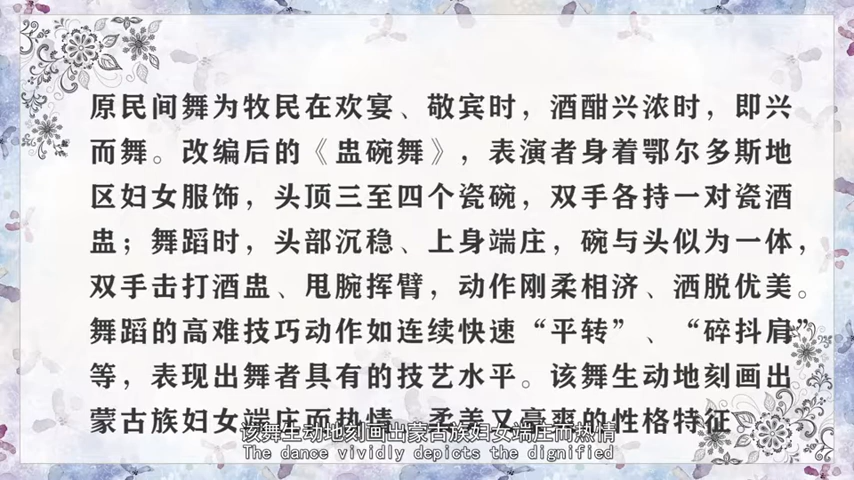 原民间舞为牧民在欢宴、敬宾时，酒酣兴浓时，即兴
而舞。改编后的《盅碗舞》，表演者身着鄂尔多斯地
区妇女服饰，头顶三至四个瓷碗，双手各持一对瓷酒
盅；舞蹈时，头部沉稳、上身端庄，碗与头似为一体，
双手击打酒盅、甩腕挥臂，动作刚柔相济、洒脱优美。
舞蹈的高难技巧动作如连续快速“平转”、“碎抖肩”
等，表现出舞者具有的技艺水平。该舞生动地刻画出
蒙古族妇女端庄而热情、柔美又豪爽的性格特征
该舞生动地刻画出蒙古族妇女端庄而热情
The dance vividly depicts the dignified